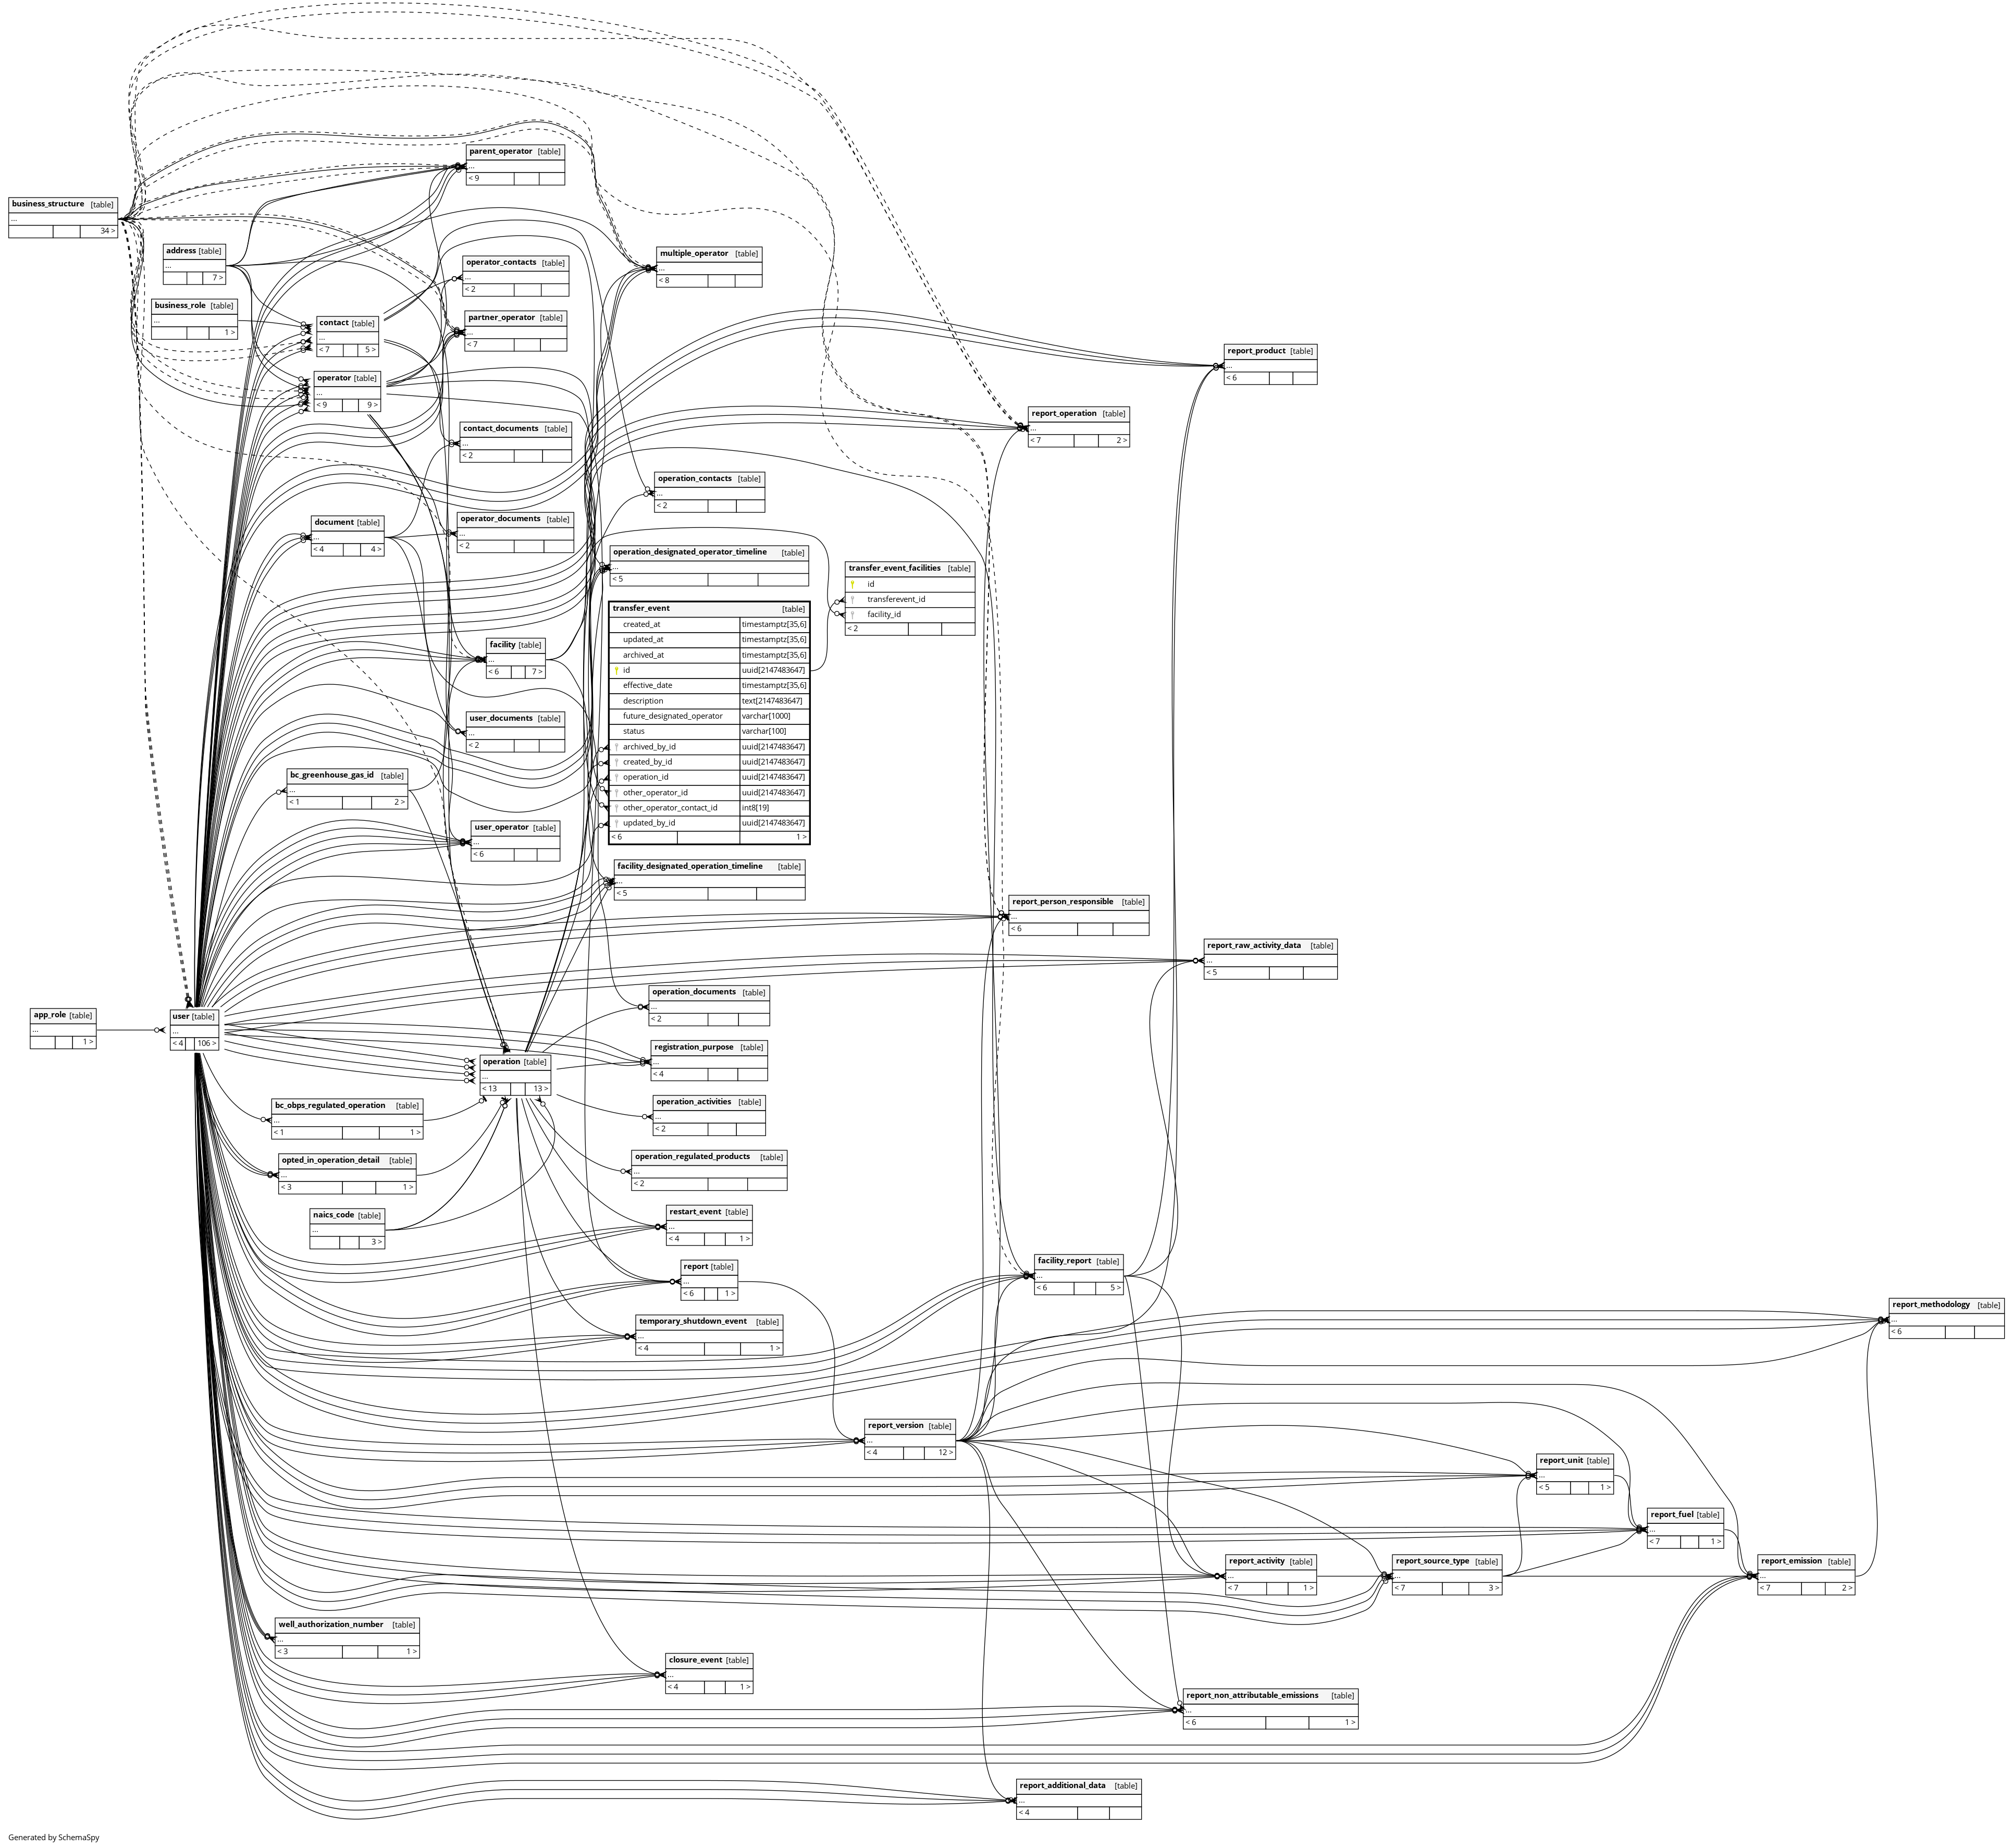 parent_operator [table]
...
< 9
business_structure [table]
...
34 >
address [table]
...
7 >
multiple_operator [table]
...
< 8
operator_contacts [table]
...
< 2
business_role [table]
...
1 >
partner_operator [table]
...
< 7
contact [table]
...
< 7 5 >
report_product [table]
...
< 6
operator [table]
...
< 9 9 >
report_operation [table]
...
< 7 2 >
contact_documents [table]
...
< 2
operation_contacts [table]
...
< 2
operator_documents [table]
...
< 2
document [table]
...
< 4 4 >
operation_designated_operator_timeline [table]
...
< 5
transfer_event_facilities [table]
id
transferevent_id
facility_id
< 2
transfer_event [table]
created_at timestamptz[35,6]
updated_at timestamptz[35,6]
archived_at timestamptz[35,6]
id uuid[2147483647]
effective_date timestamptz[35,6]
description text[2147483647]
future_designated_operator varchar[1000]
status varchar[100]
archived_by_id uuid[2147483647]
created_by_id uuid[2147483647]
operation_id uuid[2147483647]
other_operator_id uuid[2147483647]
other_operator_contact_id int8[19]
updated_by_id uuid[2147483647]
< 6 1 >
facility [table]
...
< 6 7 >
user_documents [table]
...
< 2
bc_greenhouse_gas_id [table]
...
< 1 2 >
user_operator [table]
...
< 6
facility_designated_operation_timeline [table]
...
< 5
report_person_responsible [table]
...
< 6
report_raw_activity_data [table]
...
< 5
operation_documents [table]
...
< 2
app_role [table]
...
1 >
user [table]
...
< 4 106 >
registration_purpose [table]
...
< 4
operation [table]
...
< 13 13 >
operation_activities [table]
...
< 2
bc_obps_regulated_operation [table]
...
< 1 1 >
operation_regulated_products [table]
...
< 2
opted_in_operation_detail [table]
...
< 3 1 >
naics_code [table]
...
3 >
restart_event [table]
...
< 4 1 >
facility_report [table]
...
< 6 5 >
report [table]
...
< 6 1 >
report_methodology [table]
...
< 6
temporary_shutdown_event [table]
...
< 4 1 >
report_version [table]
...
< 4 12 >
report_unit [table]
...
< 5 1 >
report_fuel [table]
...
< 7 1 >
report_activity [table]
...
< 7 1 >
report_source_type [table]
...
< 7 3 >
report_emission [table]
...
< 7 2 >
well_authorization_number [table]
...
< 3 1 >
closure_event [table]
...
< 4 1 >
report_non_attributable_emissions [table]
...
< 6 1 >
report_additional_data [table]
...
< 4
Generated by SchemaSpy